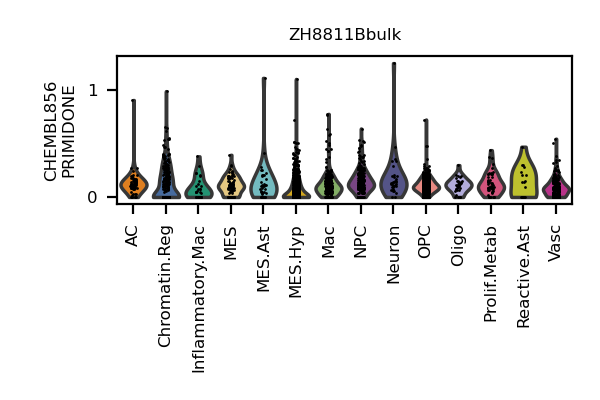 ZH8811Bbulk
CHEMBL856
PRIMIDONE
1
0
AC
Chromatin.Reg
Inflammatory.Mac
MES
MES.Ast
MES.Hyp
Mac
NPC
Neuron
OPC
Oligo
Prolif.Metab
Reactive.Ast
Vasc